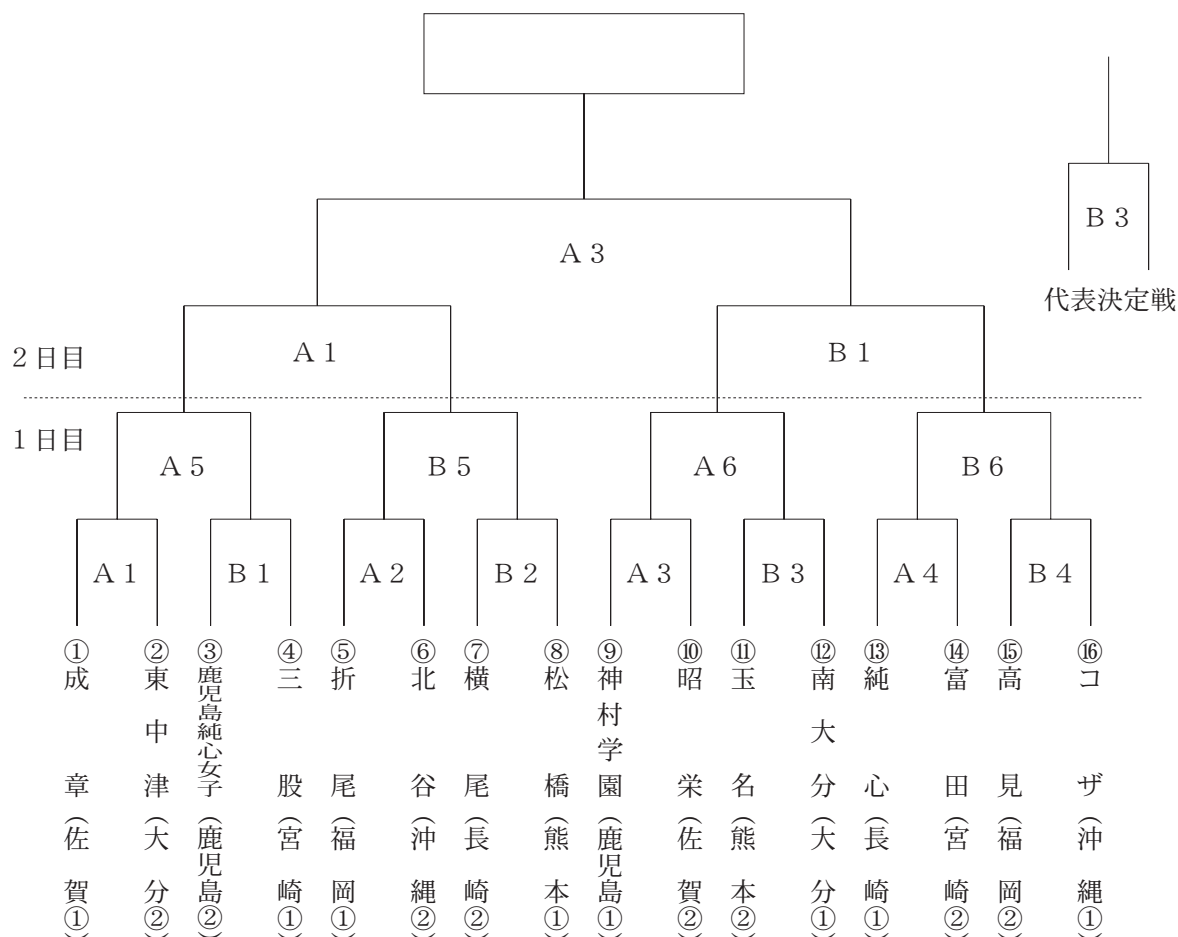 A 3
B 3
代表決定戦
A 1
B 1
2日目
1日目
A 5
B 5
A 6
B 6
A 1
B 1
A 2
B 2
A 3
B 3
A 4
B 4
①成章(佐賀①)
②東中津(大分②)
③鹿児島純心女子(鹿児島②)
④三股(宮崎①)
⑤折尾(福岡①)
⑥北谷(沖縄②)
⑦横尾(長崎②)
⑧松橋(熊本①)
⑨神村学園(鹿児島①)
⑩昭栄(佐賀②)
⑪玉名(熊本②)
⑫南大分(大分①)
⑬純心(長崎①)
⑭富田(宮崎②)
⑮高見(福岡②)
⑯コザ(沖縄①)